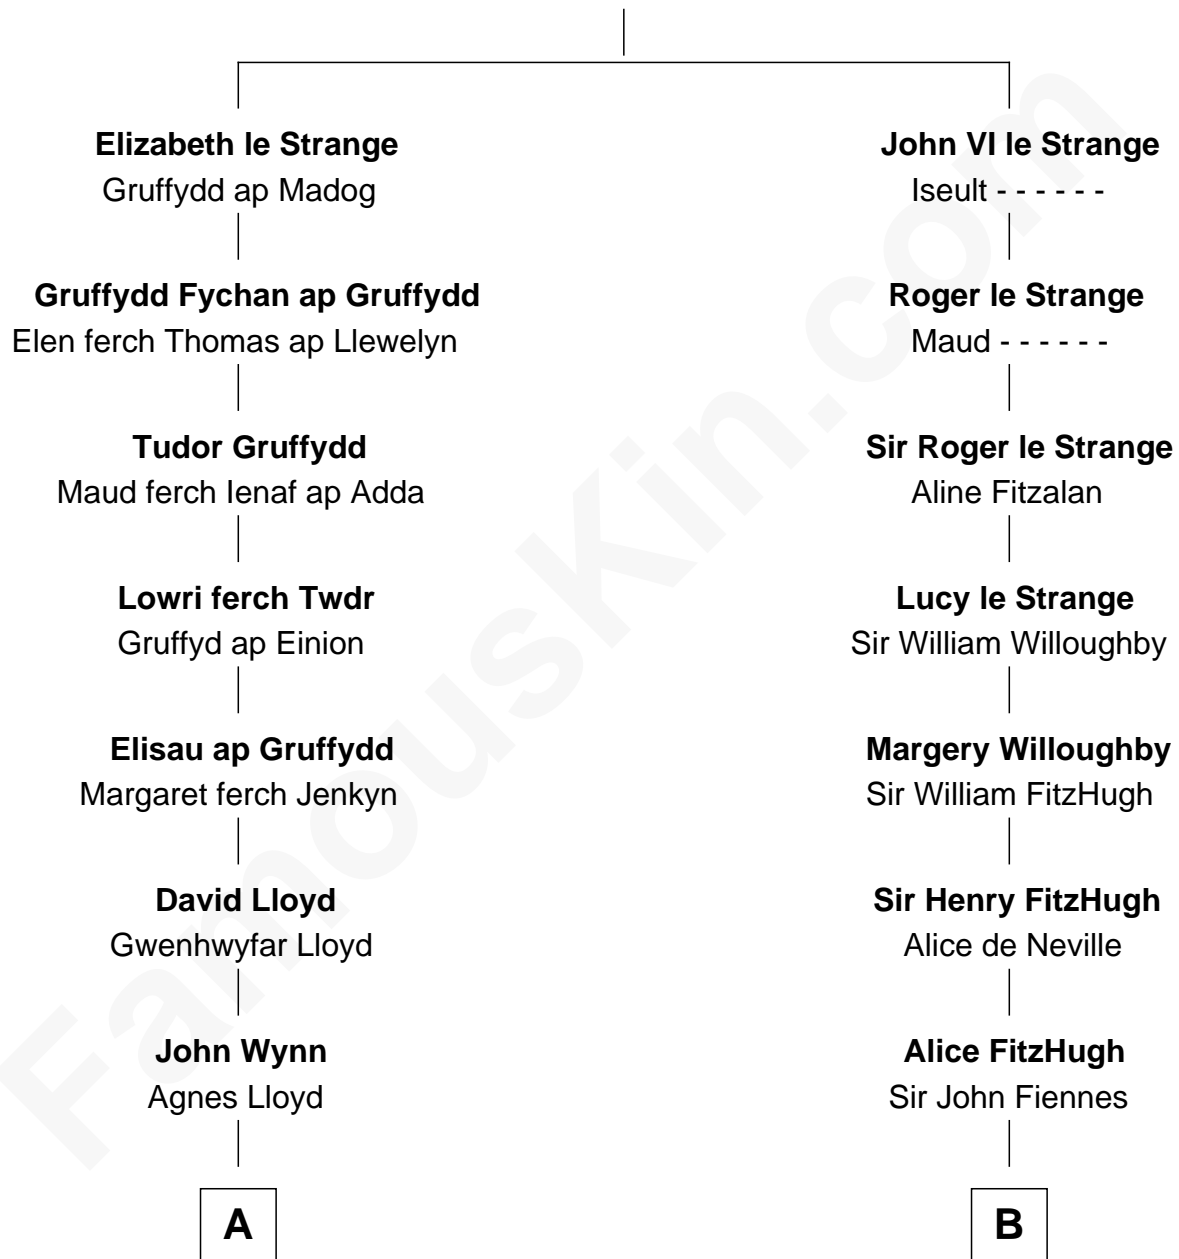 Elizabeth le Strange
Gruffydd ap Madog
Gruffydd Fychan ap Gruffydd
Elen ferch Thomas ap Llewelyn
Tudor Gruffydd
Maud ferch Ienaf ap Adda
Lowri ferch Twdr
Gruffyd ap Einion
Elisau ap Gruffydd
Margaret ferch Jenkyn
David Lloyd
Gwenhwyfar Lloyd
John Wynn
Agnes Lloyd
A
John VI le Strange
Iseult - - - - - -
Roger le Strange
Maud - - - - - -
Sir Roger le Strange
Aline Fitzalan
Lucy le Strange
Sir William Willoughby
Margery Willoughby
Sir William FitzHugh
Sir Henry FitzHugh
Alice de Neville
Alice FitzHugh
Sir John Fiennes
B
FamousKin.com